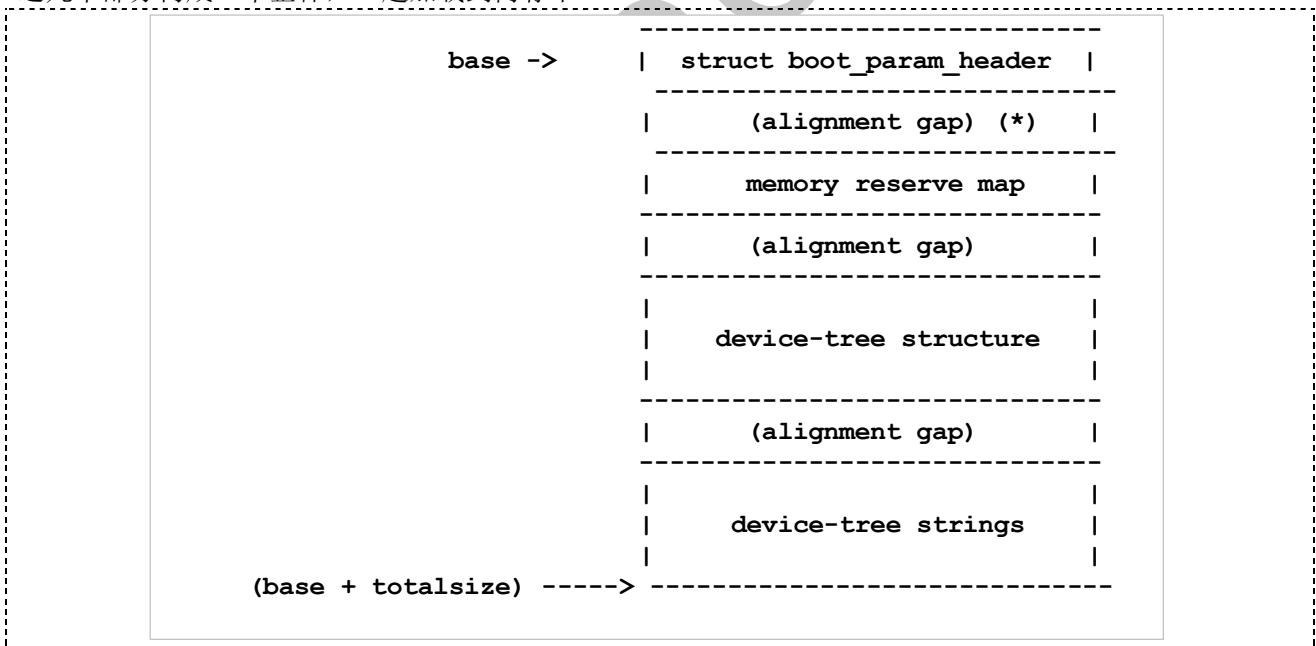 ------------------------------
base -> | struct boot_param_header |
------------------------------
| (alignment gap) (*) |
------------------------------
| memory reserve map |
------------------------------
| (alignment gap) |
------------------------------
| |
| device-tree structure |
| |
------------------------------
| (alignment gap) |
------------------------------
| |
| device-tree strings |
| |
(base + totalsize) -----> ------------------------------